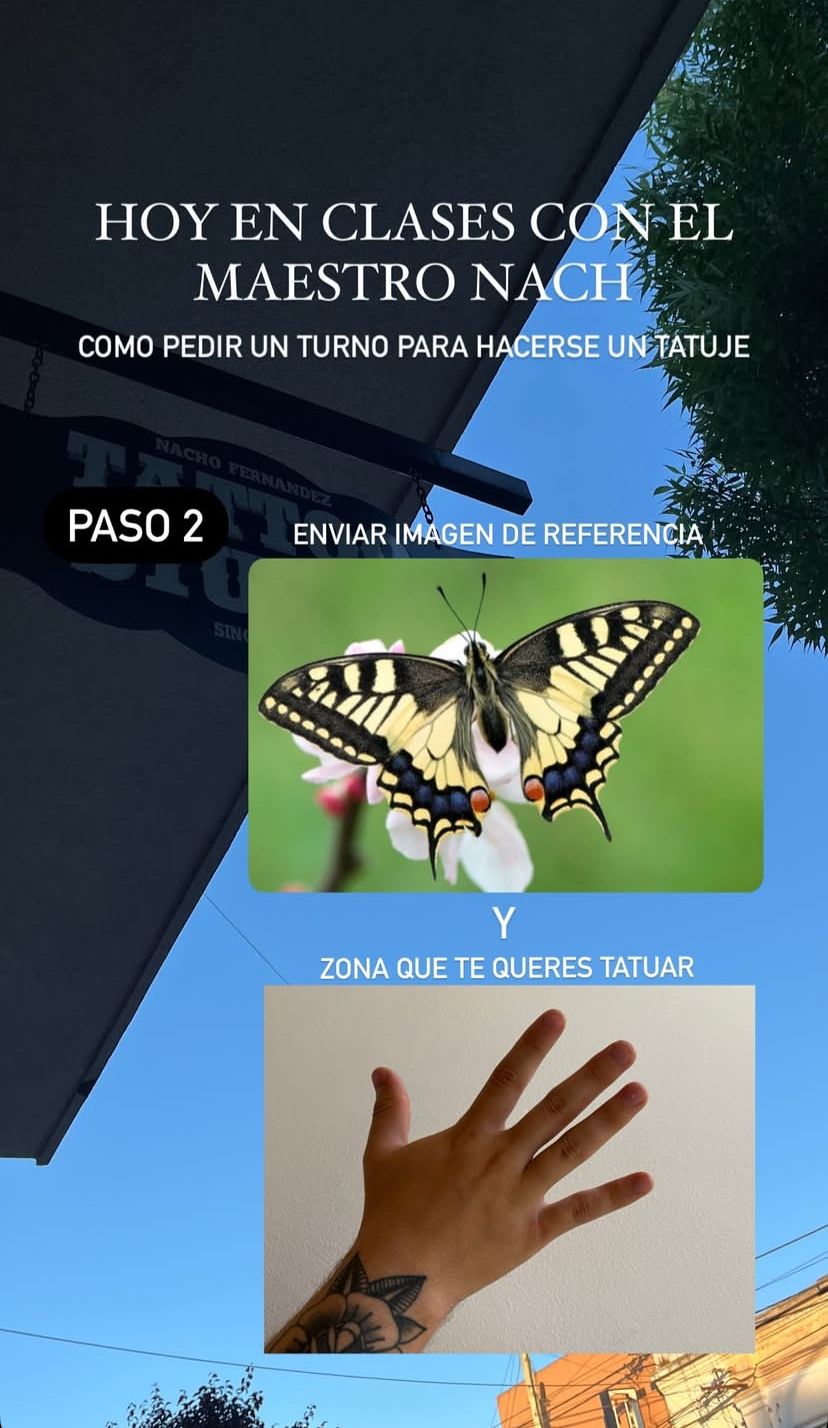 HOY EN CLASES CON EL
MAESTRO NACH
COMO PEDIR UN TURNO PARA HACERSE UN TATUJE
NACHO FERNANDEZ
TATTOO
PASO 2
ENVIAR IMAGEN DE REFERENCIA
Y
ZONA QUE TE QUERES TATUAR